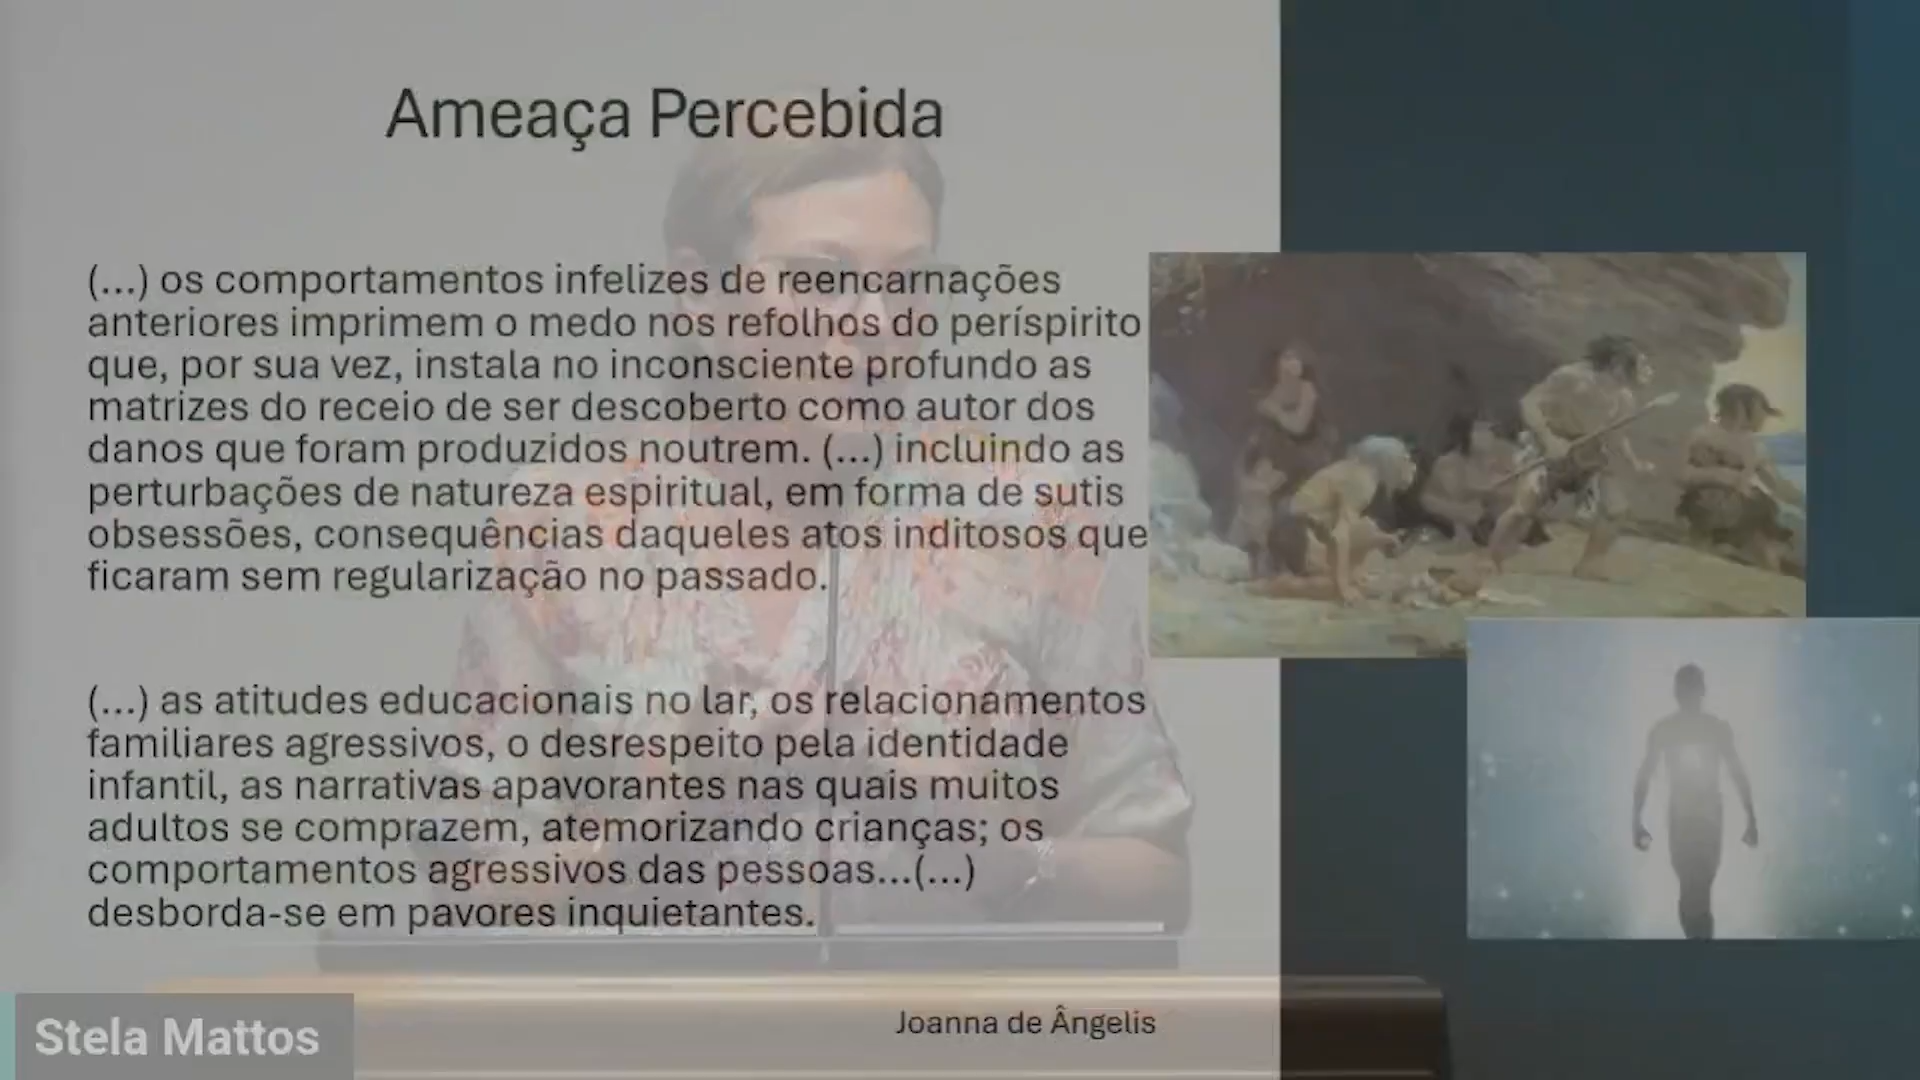 Ameaça Percebida
(...) os comportamentos infelizes de reencarnações
anteriores imprimem o medo nos refolhos do períspirito
que, por sua vez, instala no inconsciente profundo as
matrizes do receio de ser descoberto como autor dos
danos que foram produzidos noutrem. (...) incluindo as
perturbações de natureza espiritual, em forma de sutis
obsessões, consequências daqueles atos inditosos que
ficaram sem regularização no passado.
(...) as atitudes educacionais no lar, os relacionamentos
familiares agressivos, o desrespeito pela identidade
infantil, as narrativas apavorantes nas quais muitos
adultos se comprazem, atemorizando crianças; os
comportamentos agressivos das pessoas...(...)
desborda-se em pavores inquietantes.
Joanna de Ângelis
Stela Mattos